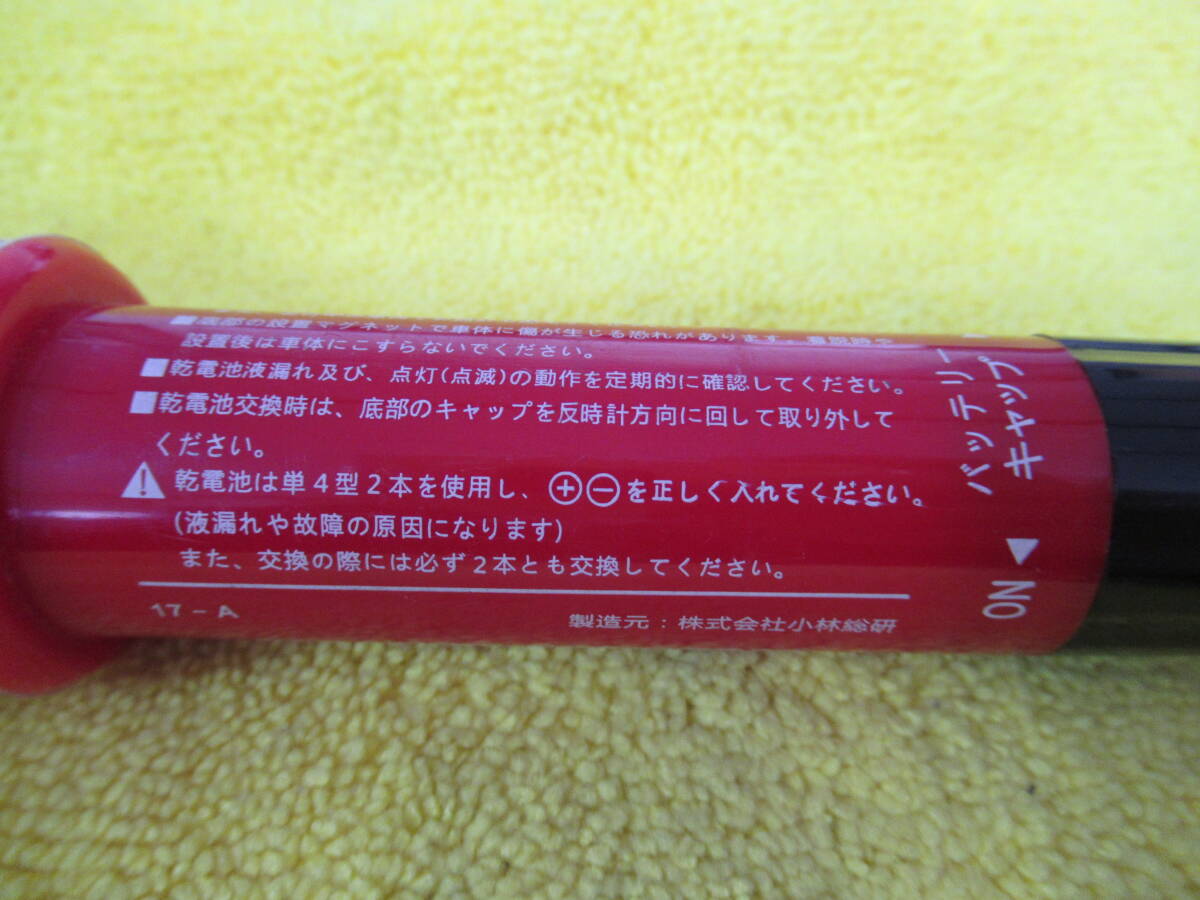 ■底部の設置マグネットで車体に傷が生じる恐れがあります。
設置後は車体にこすらないでください。
■乾電池液漏れ及び、点灯(点滅)の動作を定期的に確認してください。
■乾電池交換時は、底部のキャップを反時計方向に回して取り外して
ください。
⚠乾電池は単4型2本を使用し、⊕⊖を正しく入れてください。
(液漏れや故障の原因になります)
また、交換の際には必ず2本とも交換してください。
17-A
製造元:株式会社小林総研
バッテリー
キャップ
ON ◀